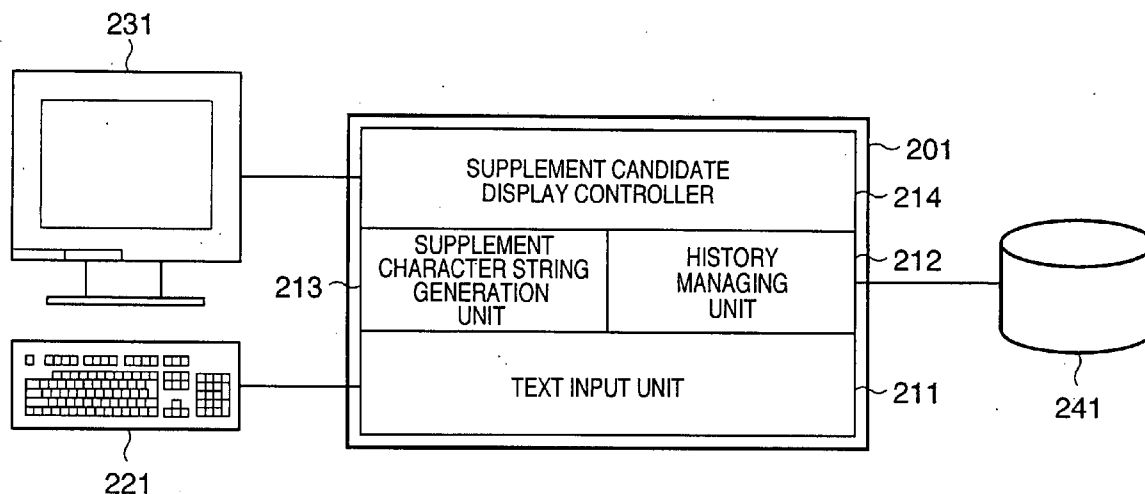 231
201
SUPPLEMENT CANDIDATE
DISPLAY CONTROLLER
214
SUPPLEMENT
CHARACTER STRING
GENERATION
UNIT
213
HISTORY
MANAGING
UNIT
212
TEXT INPUT UNIT
211
241
221